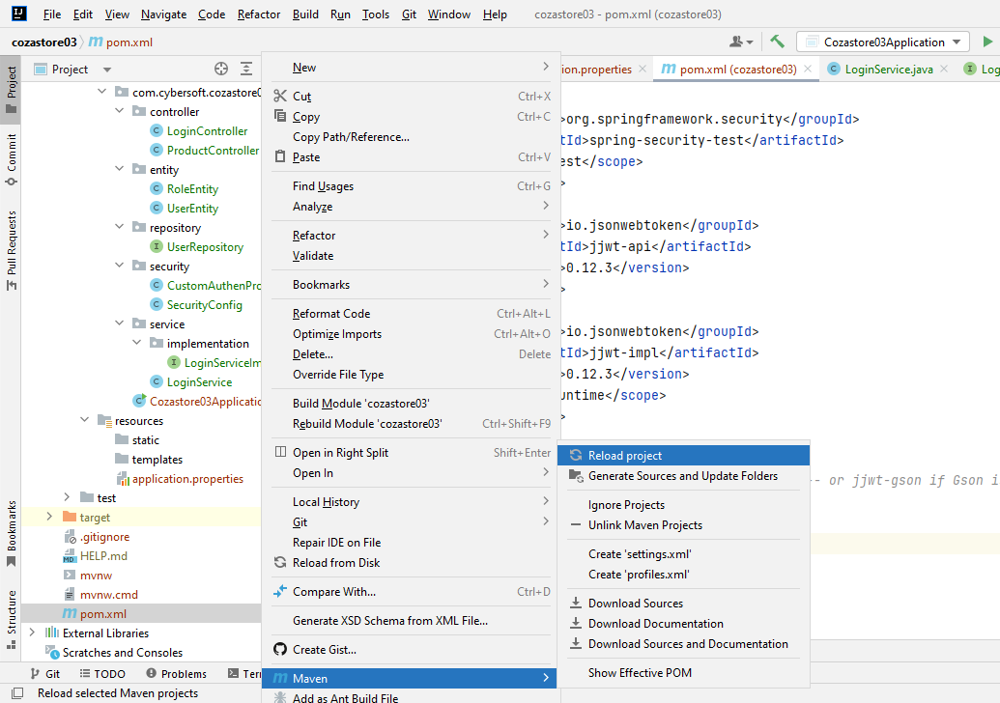 File Edit View Navigate Code Refactor Build Run Tools Git Window Help cozastore03 - pom.xml (cozastore03)
cozastore03 m pom.xml Cozastore03Application
Project
Commit
Pull Requests
Bookmarks
Structure
Project
com.cybersoft.cozastore0
controller
LoginController
ProductController
entity
RoleEntity
UserEntity
repository
UserRepository
security
CustomAuthenPro
SecurityConfig
service
implementation
LoginServiceIm
LoginService
Cozastore03Applicatio
resources
static
templates
application.properties
test
target
.gitignore
HELP.md
mvnw
mvnw.cmd
m pom.xml
External Libraries
Scratches and Consoles
New
Cut Ctrl+X
Copy Ctrl+C
Copy Path/Reference...
Paste Ctrl+V
Find Usages Ctrl+G
Analyze
Refactor
Validate
Bookmarks
Reformat Code Ctrl+Alt+L
Optimize Imports Ctrl+Alt+O
Delete... Delete
Override File Type
Build Module 'cozastore03'
Rebuild Module 'cozastore03' Ctrl+Shift+F9
Open in Right Split Shift+Enter
Open In
Local History
Git
Repair IDE on File
Reload from Disk
Compare With... Ctrl+D
Generate XSD Schema from XML File...
Create Gist...
Maven
Add as Ant Build File
ion.properties m pom.xml (cozastore03) LoginService.java Log
>org.springframework.security</groupId>
tId>spring-security-test</artifactId>
est</scope>
>
>io.jsonwebtoken</groupId>
tId>jjwt-api</artifactId>
>0.12.3</version>
>
>io.jsonwebtoken</groupId>
tId>jjwt-impl</artifactId>
>0.12.3</version>
untime</scope>
>
-- or jjwt-gson if Gson i
Reload project
Generate Sources and Update Folders
Ignore Projects
Unlink Maven Projects
Create 'settings.xml'
Create 'profiles.xml'
Download Sources
Download Documentation
Download Sources and Documentation
Show Effective POM
Git TODO Problems Ter
Reload selected Maven projects